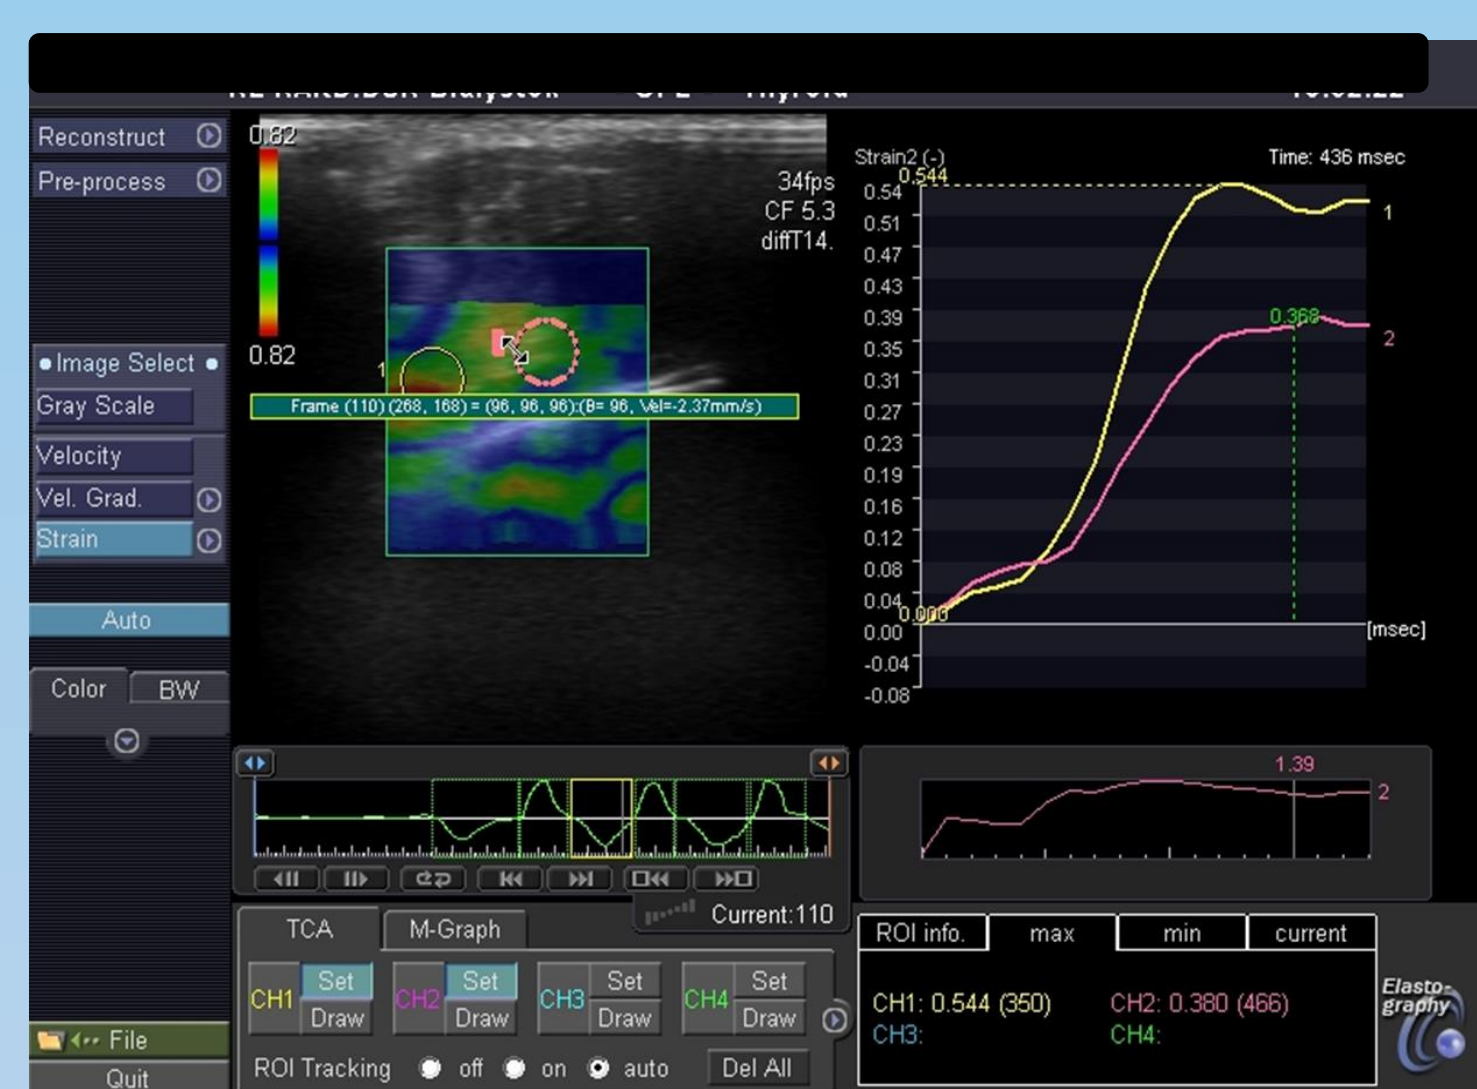 Reconstruct
Pre-process
0.82
34fps
CF 5.3
diffT14.
0.82
1
Frame (110) (268, 168) = (96, 96, 96):(B= 96, Vel=-2.37mm/s)
Image Select
Gray Scale
Velocity
Vel. Grad.
Strain
Auto
Color
BW
Strain2 (-)
Time: 436 msec
0.544
0.54
0.51
0.47
0.43
0.39
0.35
0.31
0.27
0.23
0.19
0.16
0.12
0.08
0.04
0.000
0.00
-0.04
-0.08
1
0.368
2
[msec]
1.39
2
Current:110
TCA
M-Graph
CH1
Set
Draw
CH2
Set
Draw
CH3
Set
Draw
CH4
Set
Draw
ROI Tracking
off
on
auto
Del All
ROI info.
max
min
current
CH1: 0.544 (350)
CH2: 0.380 (466)
CH3:
CH4:
Elasto-
graphy
File
Quit